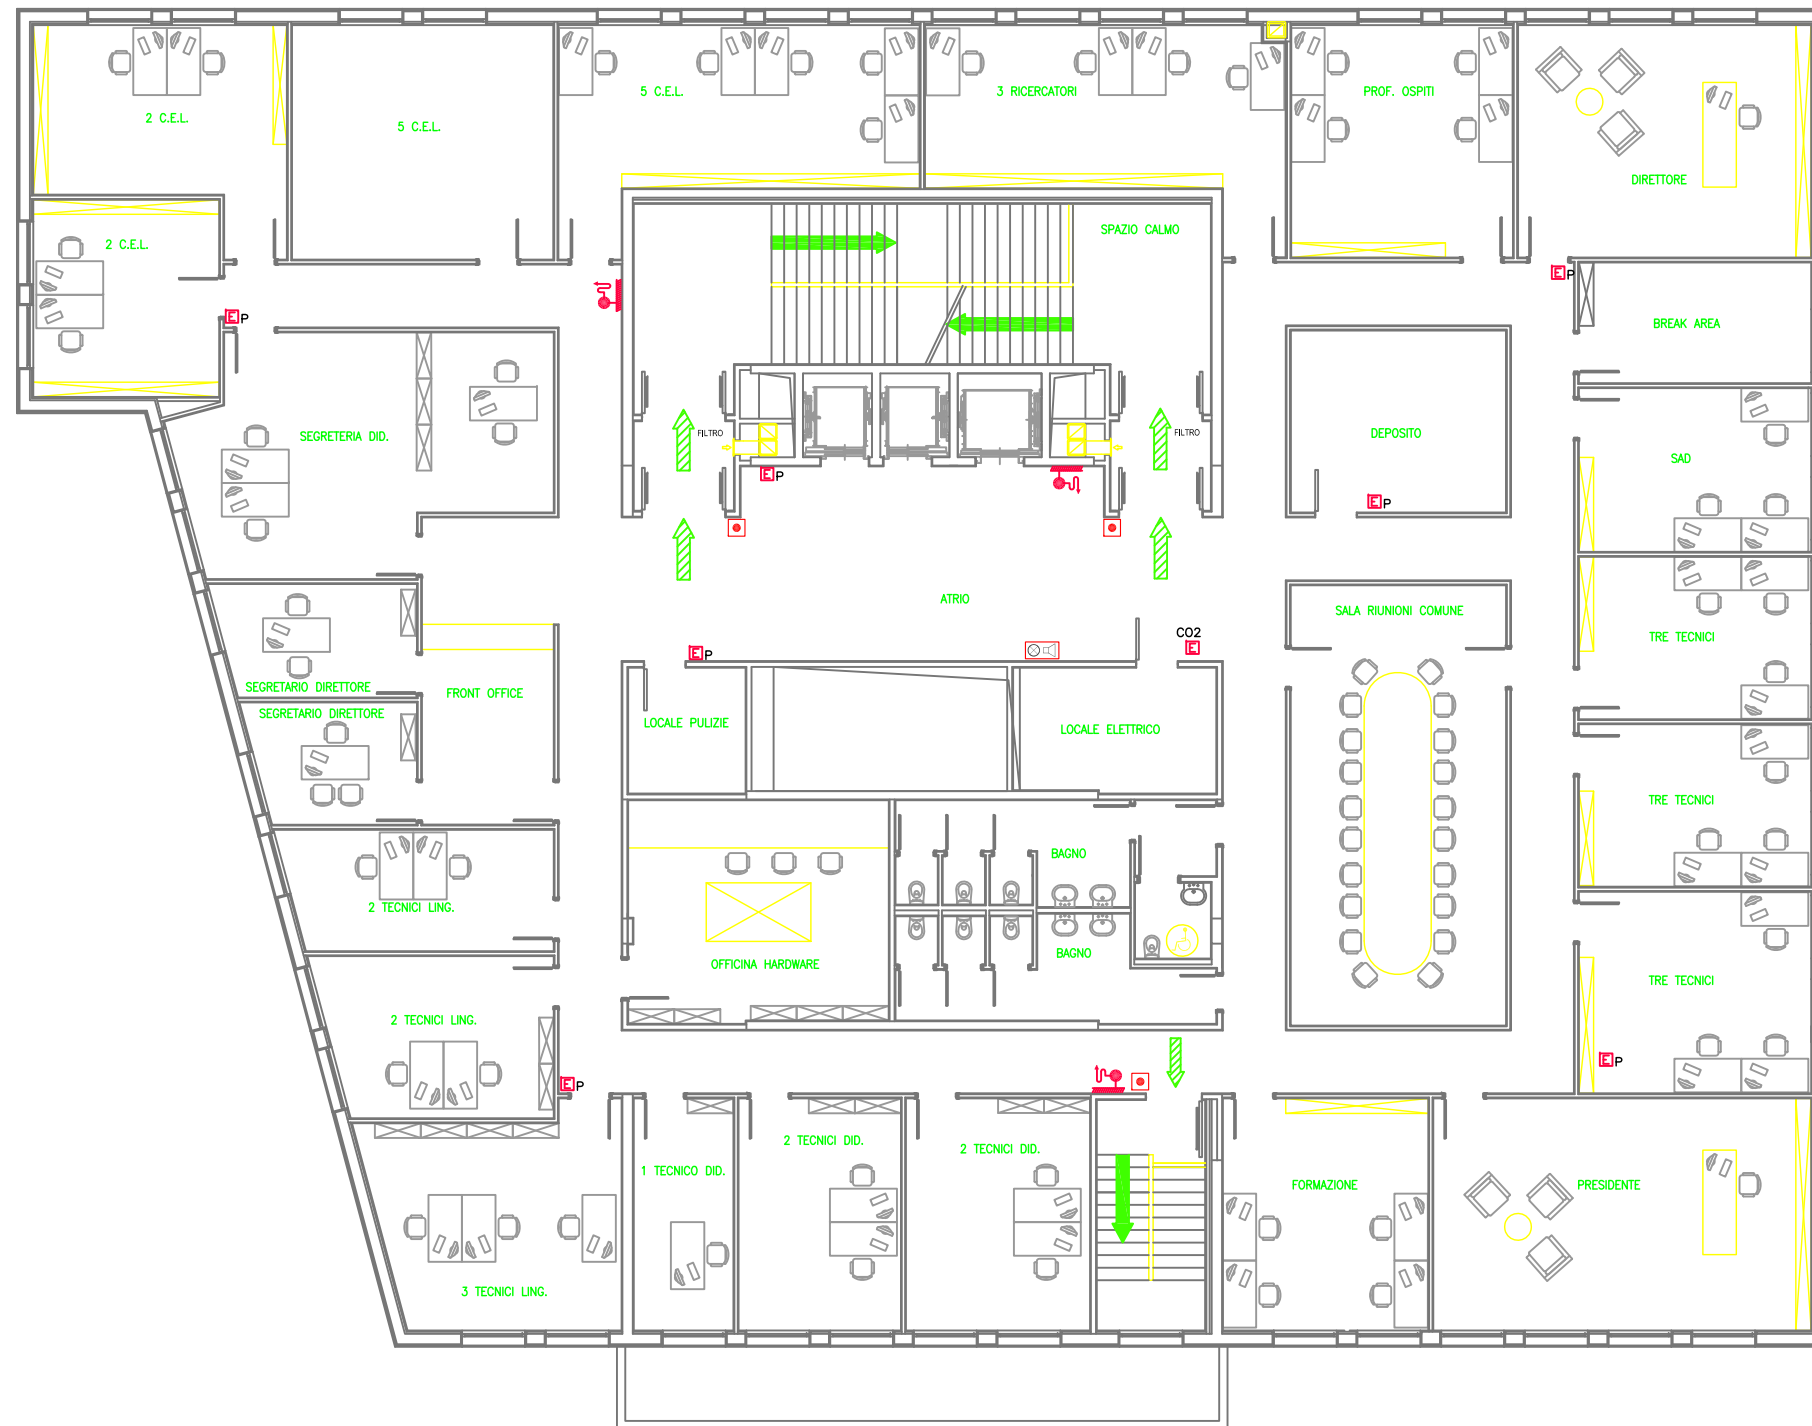 2 C.E.L.
5 C.E.L.
5 C.E.L.
3 RICERCATORI
PROF. OSPITI
DIRETTORE
2 C.E.L.
SPAZIO CALMO
E P
E P
BREAK AREA
SEGRETERIA DID.
FILTRO
FILTRO
DEPOSITO
SAD
E P
E P
ATRIO
SALA RIUNIONI COMUNE
TRE TECNICI
CO2
E
E P
SEGRETARIO DIRETTORE
FRONT OFFICE
SEGRETARIO DIRETTORE
LOCALE PULIZIE
LOCALE ELETTRICO
TRE TECNICI
BAGNO
2 TECNICI LING.
OFFICINA HARDWARE
BAGNO
TRE TECNICI
2 TECNICI LING.
E P
E P
2 TECNICI DID.
2 TECNICI DID.
1 TECNICO DID.
FORMAZIONE
PRESIDENTE
3 TECNICI LING.